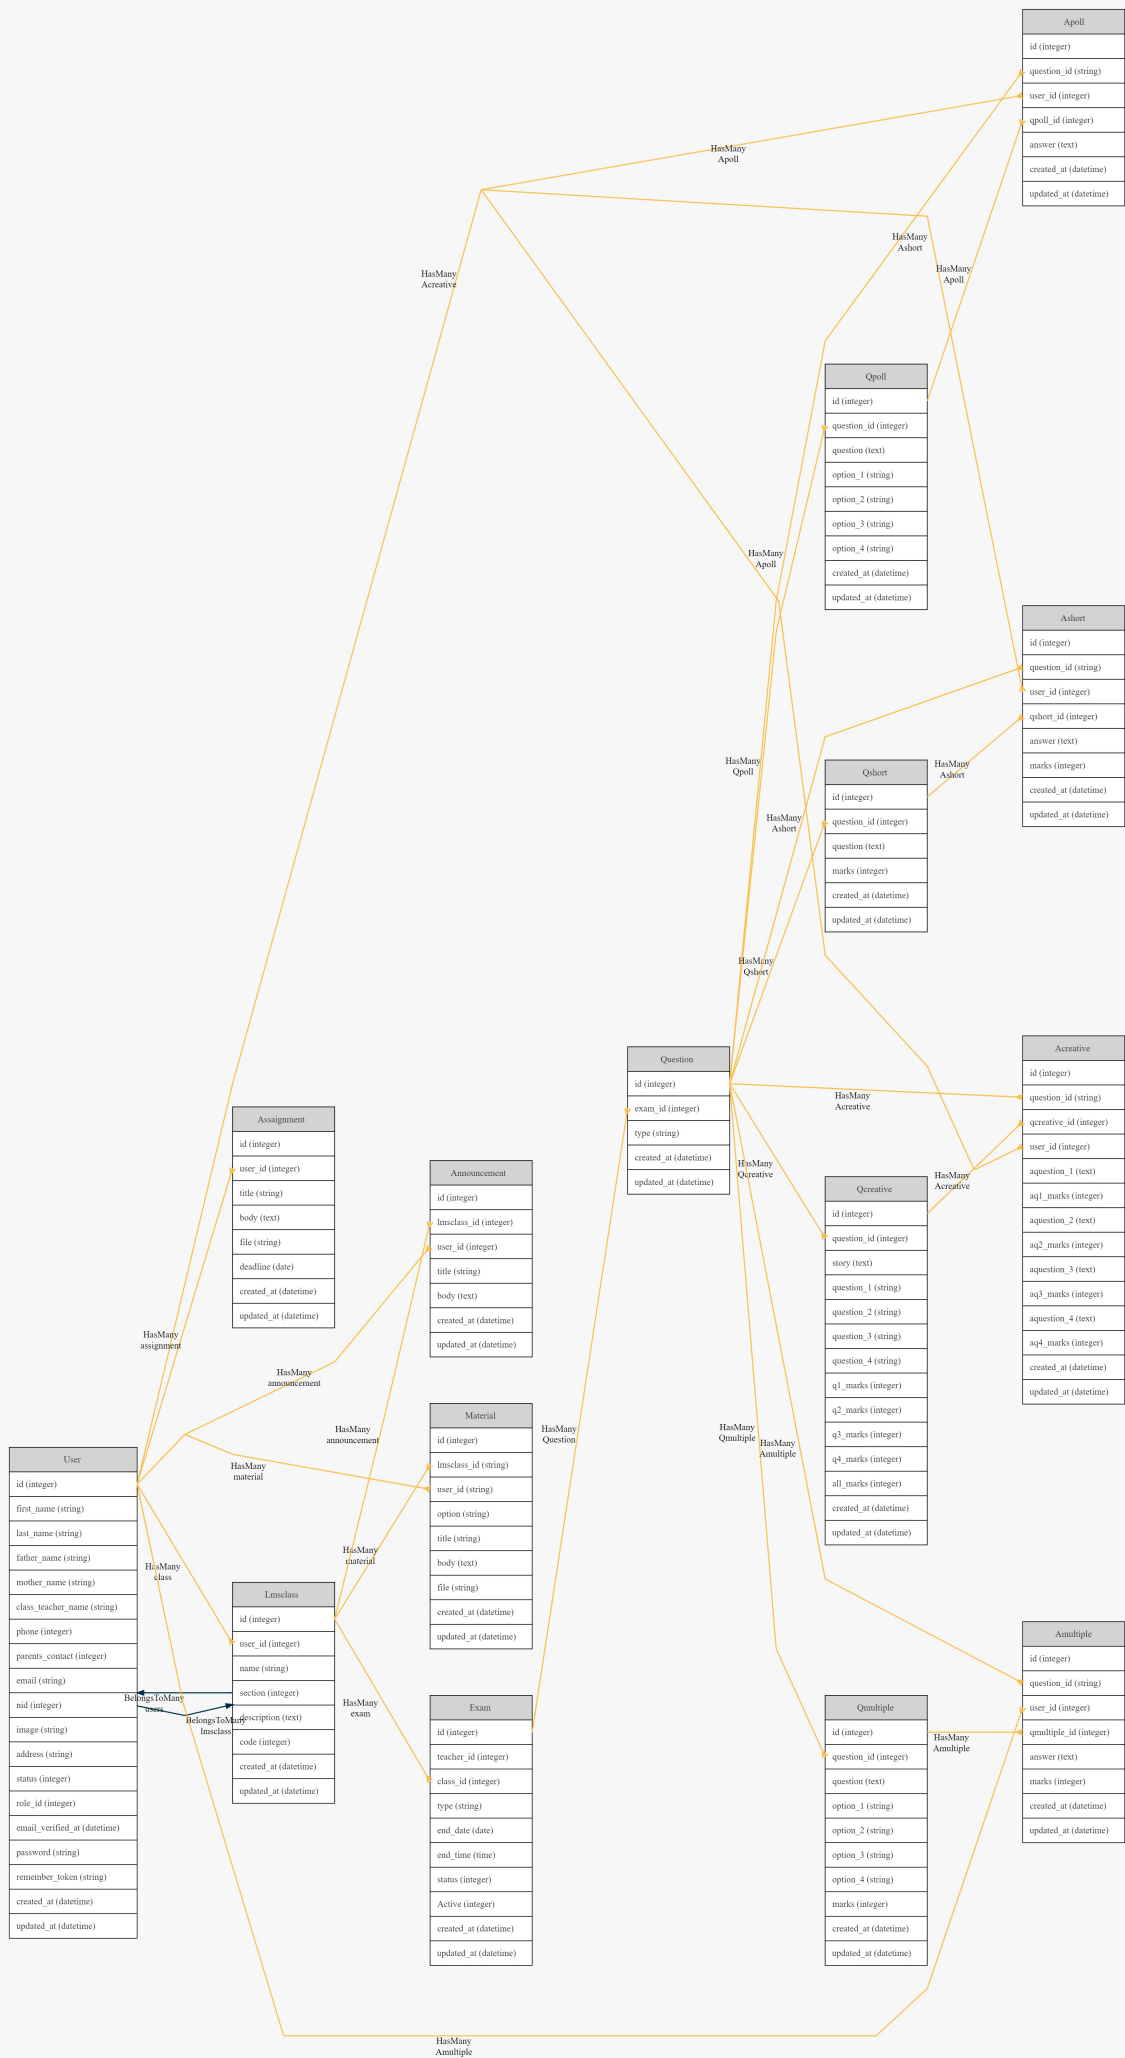 Apoll
id (integer)
question_id (string)
user_id (integer)
qpoll_id (integer)
answer (text)
created_at (datetime)
updated_at (datetime)
HasMany
Apoll
HasMany
Ashort
HasMany
Apoll
HasMany
Acreative
Qpoll
id (integer)
question_id (integer)
question (text)
option_1 (string)
option_2 (string)
option_3 (string)
option_4 (string)
created_at (datetime)
updated_at (datetime)
HasMany
Apoll
Ashort
id (integer)
question_id (string)
user_id (integer)
qshort_id (integer)
answer (text)
marks (integer)
created_at (datetime)
updated_at (datetime)
HasMany
Qpoll
HasMany
Ashort
HasMany
Ashort
Qshort
id (integer)
question_id (integer)
question (text)
marks (integer)
created_at (datetime)
updated_at (datetime)
HasMany
Qshort
Question
id (integer)
exam_id (integer)
type (string)
created_at (datetime)
updated_at (datetime)
HasMany
Acreative
HasMany
Qcreative
HasMany
Acreative
Acreative
id (integer)
question_id (string)
qcreative_id (integer)
user_id (integer)
aquestion_1 (text)
aq1_marks (integer)
aquestion_2 (text)
aq2_marks (integer)
aquestion_3 (text)
aq3_marks (integer)
aquestion_4 (text)
aq4_marks (integer)
created_at (datetime)
updated_at (datetime)
Assaignment
id (integer)
user_id (integer)
title (string)
body (text)
file (string)
deadline (date)
created_at (datetime)
updated_at (datetime)
Announcement
id (integer)
lmsclass_id (integer)
user_id (integer)
title (string)
body (text)
created_at (datetime)
updated_at (datetime)
Qcreative
id (integer)
question_id (integer)
story (text)
question_1 (string)
question_2 (string)
question_3 (string)
question_4 (string)
q1_marks (integer)
q2_marks (integer)
q3_marks (integer)
q4_marks (integer)
all_marks (integer)
created_at (datetime)
updated_at (datetime)
HasMany
assignment
HasMany
announcement
HasMany
announcement
HasMany
material
HasMany
Question
HasMany
Qmultiple
HasMany
Amultiple
Material
id (integer)
lmsclass_id (string)
user_id (string)
option (string)
title (string)
body (text)
file (string)
created_at (datetime)
updated_at (datetime)
User
id (integer)
first_name (string)
last_name (string)
father_name (string)
mother_name (string)
class_teacher_name (string)
phone (integer)
parents_contact (integer)
email (string)
nid (integer)
image (string)
address (string)
status (integer)
role_id (integer)
email_verified_at (datetime)
password (string)
remember_token (string)
created_at (datetime)
updated_at (datetime)
HasMany
class
HasMany
material
BelongsToMany
users
BelongsToMany
lmsclass
HasMany
exam
Lmsclass
id (integer)
user_id (integer)
name (string)
section (integer)
description (text)
code (integer)
created_at (datetime)
updated_at (datetime)
Exam
id (integer)
teacher_id (integer)
class_id (integer)
type (string)
end_date (date)
end_time (time)
status (integer)
Active (integer)
created_at (datetime)
updated_at (datetime)
Qmultiple
id (integer)
question_id (integer)
question (text)
option_1 (string)
option_2 (string)
option_3 (string)
option_4 (string)
marks (integer)
created_at (datetime)
updated_at (datetime)
HasMany
Amultiple
Amultiple
id (integer)
question_id (string)
user_id (integer)
qmultiple_id (integer)
answer (text)
marks (integer)
created_at (datetime)
updated_at (datetime)
HasMany
Amultiple